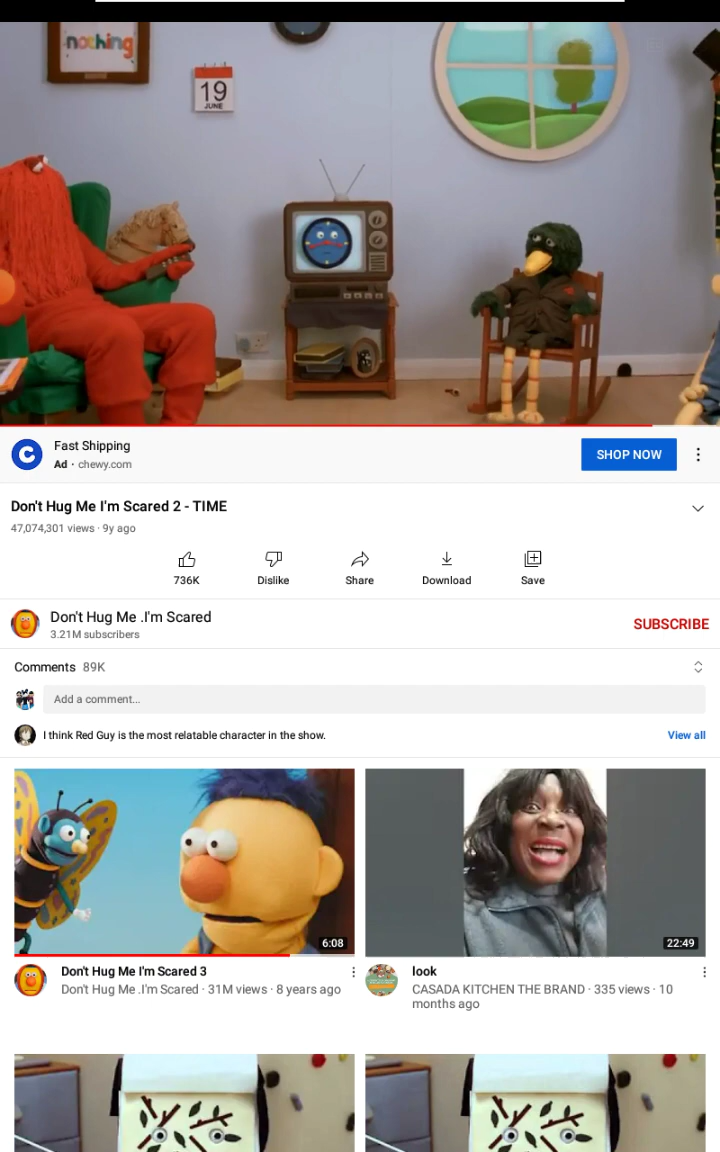 nothing
19
JUNE
Fast Shipping
Ad · chewy.com
SHOP NOW
Don't Hug Me I'm Scared 2 - TIME
47,074,301 views · 9y ago
736K
Dislike
Share
Download
Save
Don't Hug Me .I'm Scared
3.21M subscribers
SUBSCRIBE
Comments 89K
Add a comment...
I think Red Guy is the most relatable character in the show.
View all
6:08
22:49
Don't Hug Me I'm Scared 3
Don't Hug Me .I'm Scared · 31M views · 8 years ago
look
CASADA KITCHEN THE BRAND · 335 views · 10
months ago